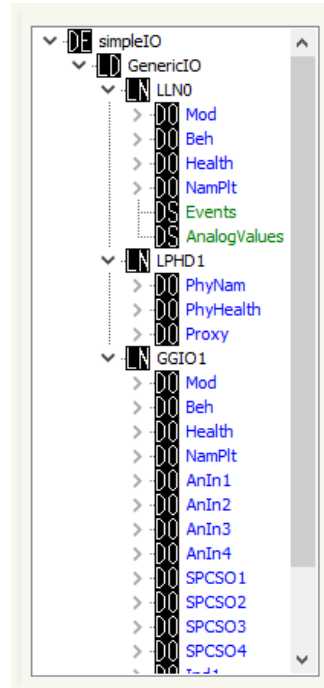 DE simpleIO
LD GenericIO
LN LLN0
DO Mod
DO Beh
DO Health
DO NamPlt
DS Events
DS AnalogValues
LN LPHD1
DO PhyNam
DO PhyHealth
DO Proxy
LN GGIO1
DO Mod
DO Beh
DO Health
DO NamPlt
DO AnIn1
DO AnIn2
DO AnIn3
DO AnIn4
DO SPCSO1
DO SPCSO2
DO SPCSO3
DO SPCSO4
DO Ind1